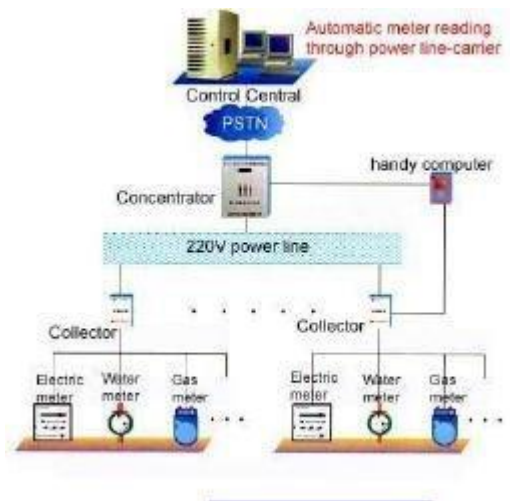 Automatic meter reading
through power line-carrier
Control Central
PSTN
handy computer
Concentrator
220V power line
Collector
Collector
Electric
meter
Water
meter
Gas
meter
Electric
meter
Water
meter
Gas
meter